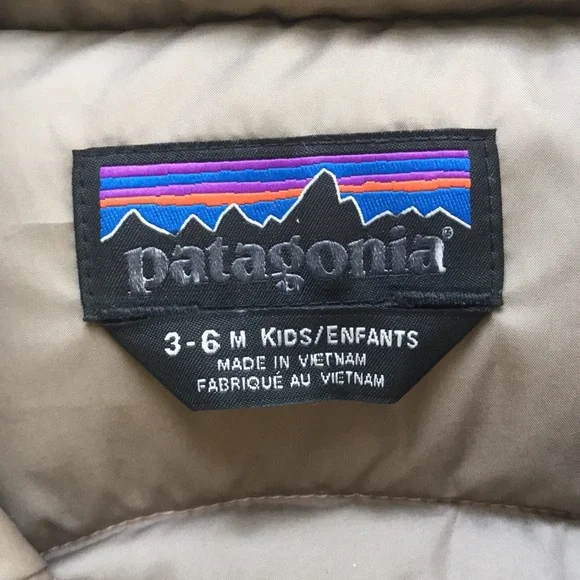 patagonia®
3-6 M KIDS/ENFANTS
MADE IN VIETNAM
FABRIQUÉ AU VIETNAM